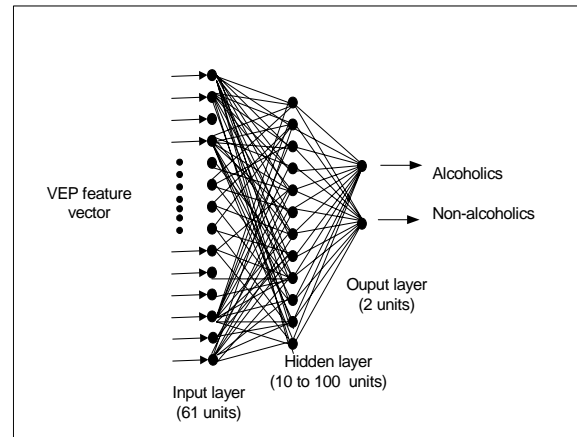 VEP feature
vector
Alcoholics
Non-alcoholics
Ouput layer
(2 units)
Hidden layer
(10 to 100 units)
Input layer
(61 units)